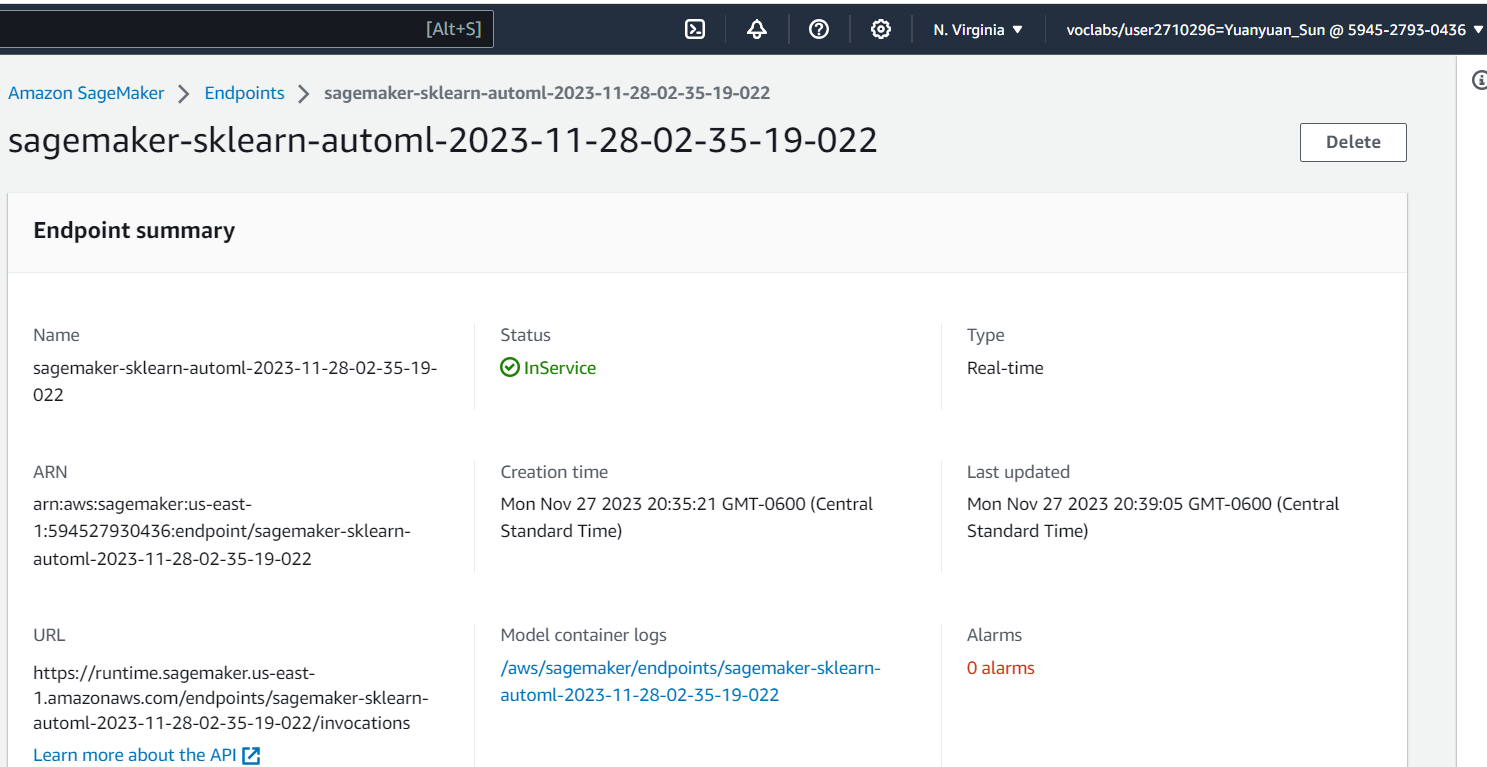 [Alt+S]
N. Virginia
voclabs/user2710296=Yuanyuan_Sun @ 5945-2793-0436
Amazon SageMaker
Endpoints
sagemaker-sklearn-automl-2023-11-28-02-35-19-022
sagemaker-sklearn-automl-2023-11-28-02-35-19-022
Delete
Endpoint summary
Name
sagemaker-sklearn-automl-2023-11-28-02-35-19-
022
Status
InService
Type
Real-time
ARN
arn:aws:sagemaker:us-east-
1:594527930436:endpoint/sagemaker-sklearn-
automl-2023-11-28-02-35-19-022
Creation time
Mon Nov 27 2023 20:35:21 GMT-0600 (Central
Standard Time)
Last updated
Mon Nov 27 2023 20:39:05 GMT-0600 (Central
Standard Time)
URL
https://runtime.sagemaker.us-east-
1.amazonaws.com/endpoints/sagemaker-sklearn-
automl-2023-11-28-02-35-19-022/invocations
Learn more about the API
Model container logs
/aws/sagemaker/endpoints/sagemaker-sklearn-
automl-2023-11-28-02-35-19-022
Alarms
0 alarms